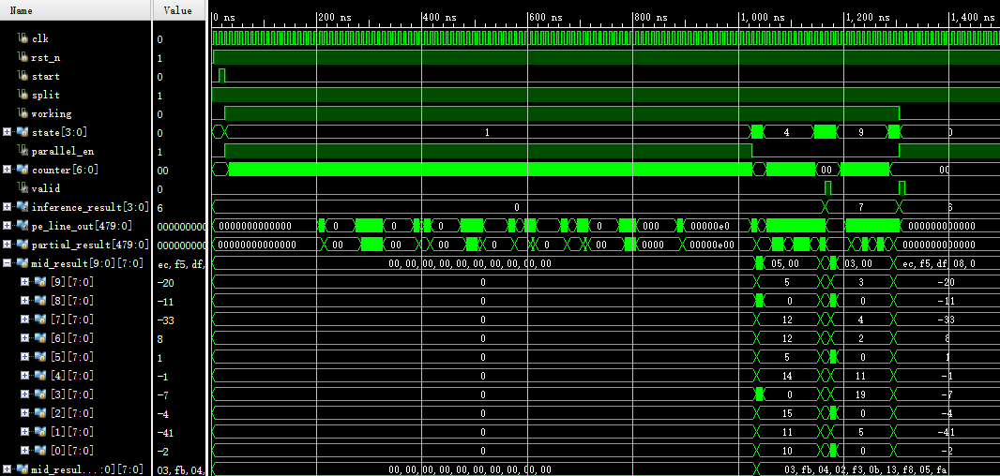 Name Value 0 ns 200 ns 400 ns 600 ns 800 ns 1,000 ns 1,200 ns 1,400
clk 0
rst_n 1
start 0
split 1
working 0
state[3:0] 0 1 4 9 0
parallel_en 1
counter[6:0] 00 00 00
valid 0
inference_result[3:0] 6 0 7 6
pe_line_out[479:0] 000000000 0000000000000 0 0 0 0 0 000 00000e0 000000000000
partial_result[479:0] 000000000 00000000000000 00 00 00 0 0 0 0 0000 00000e00 000000000000
mid_result[9:0][7:0] ec,f5,df, 00,00,00,00,00,00,00,00,00,00 05,00 03,00 ec,f5,df,08,0
[9][7:0] -20 0 5 3 -20
[8][7:0] -11 0 0 0 -11
[7][7:0] -33 0 12 4 -33
[6][7:0] 8 0 12 2 8
[5][7:0] 1 0 5 0 1
[4][7:0] -1 0 14 11 -1
[3][7:0] -7 0 0 19 -7
[2][7:0] -4 0 15 0 -4
[1][7:0] -41 0 11 5 -41
[0][7:0] -2 0 10 0 -2
mid_resul...:0][7:0] 03,fb,04, 00,00,00,00,00,00,00,00,00,00 03,fb,04,02,f3,0b,13,f8,05,fa